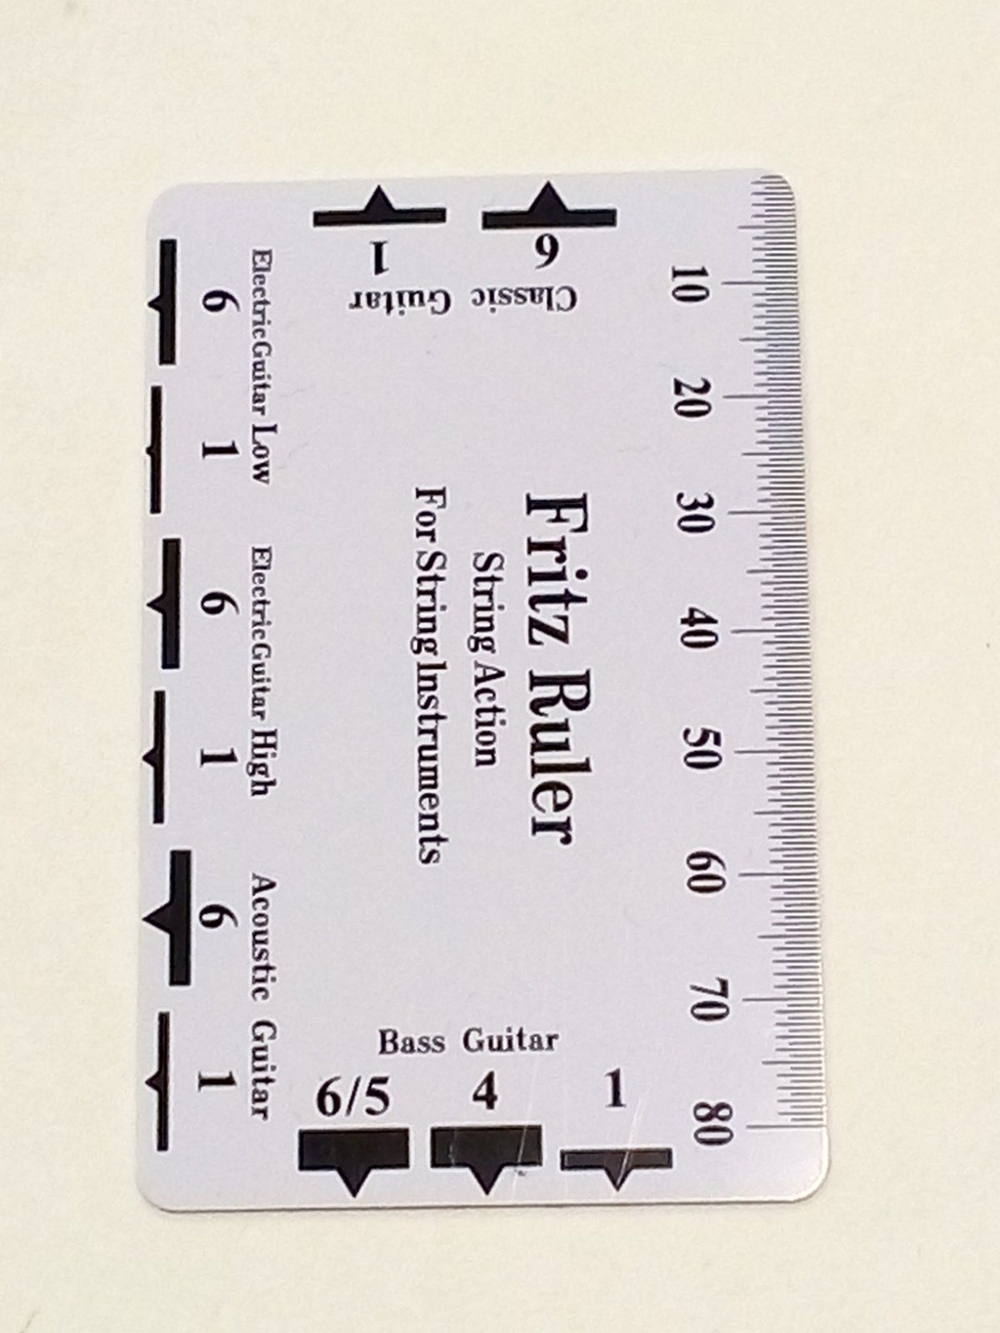 10 20 30 40 50 60 70 80
Fritz Ruler
String Action
For String Instruments
6 1
Classic Guitar
Bass Guitar
6/5 4 1
Electric Guitar Low
6 1
Electric Guitar High
6 1
Acoustic Guitar
6 1